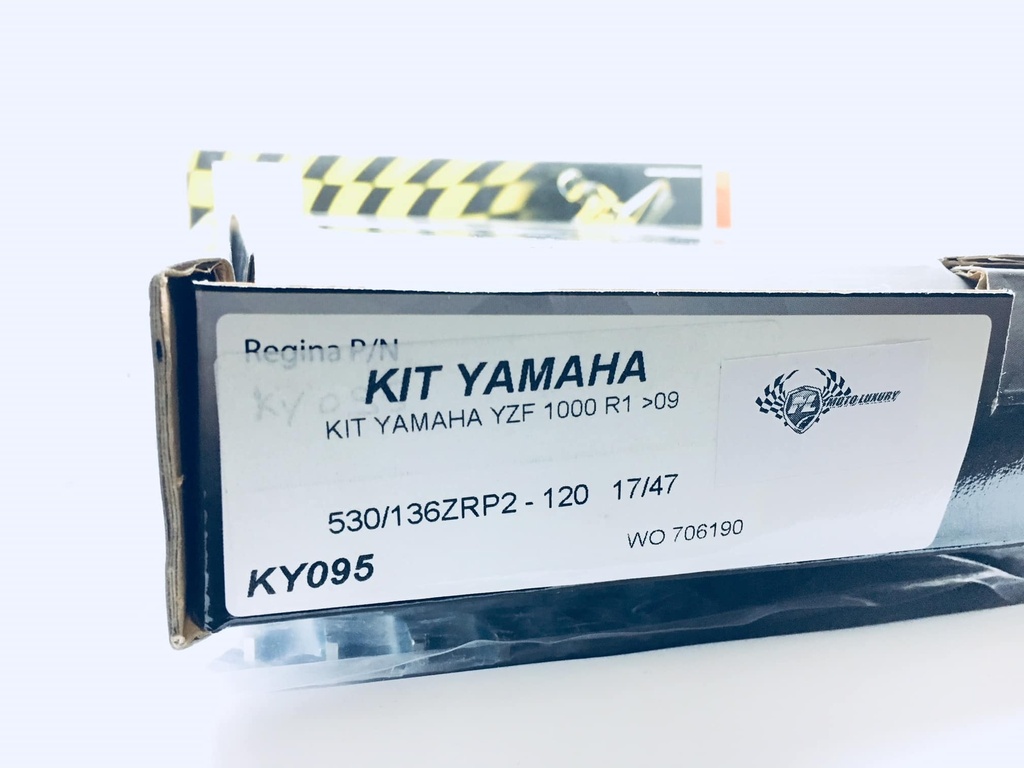 Regina P/N
KY095
KIT YAMAHA
KIT YAMAHA YZF 1000 R1 >09
MOTO LUXURY
530/136ZRP2 - 120 17/47
WO 706190
KY095